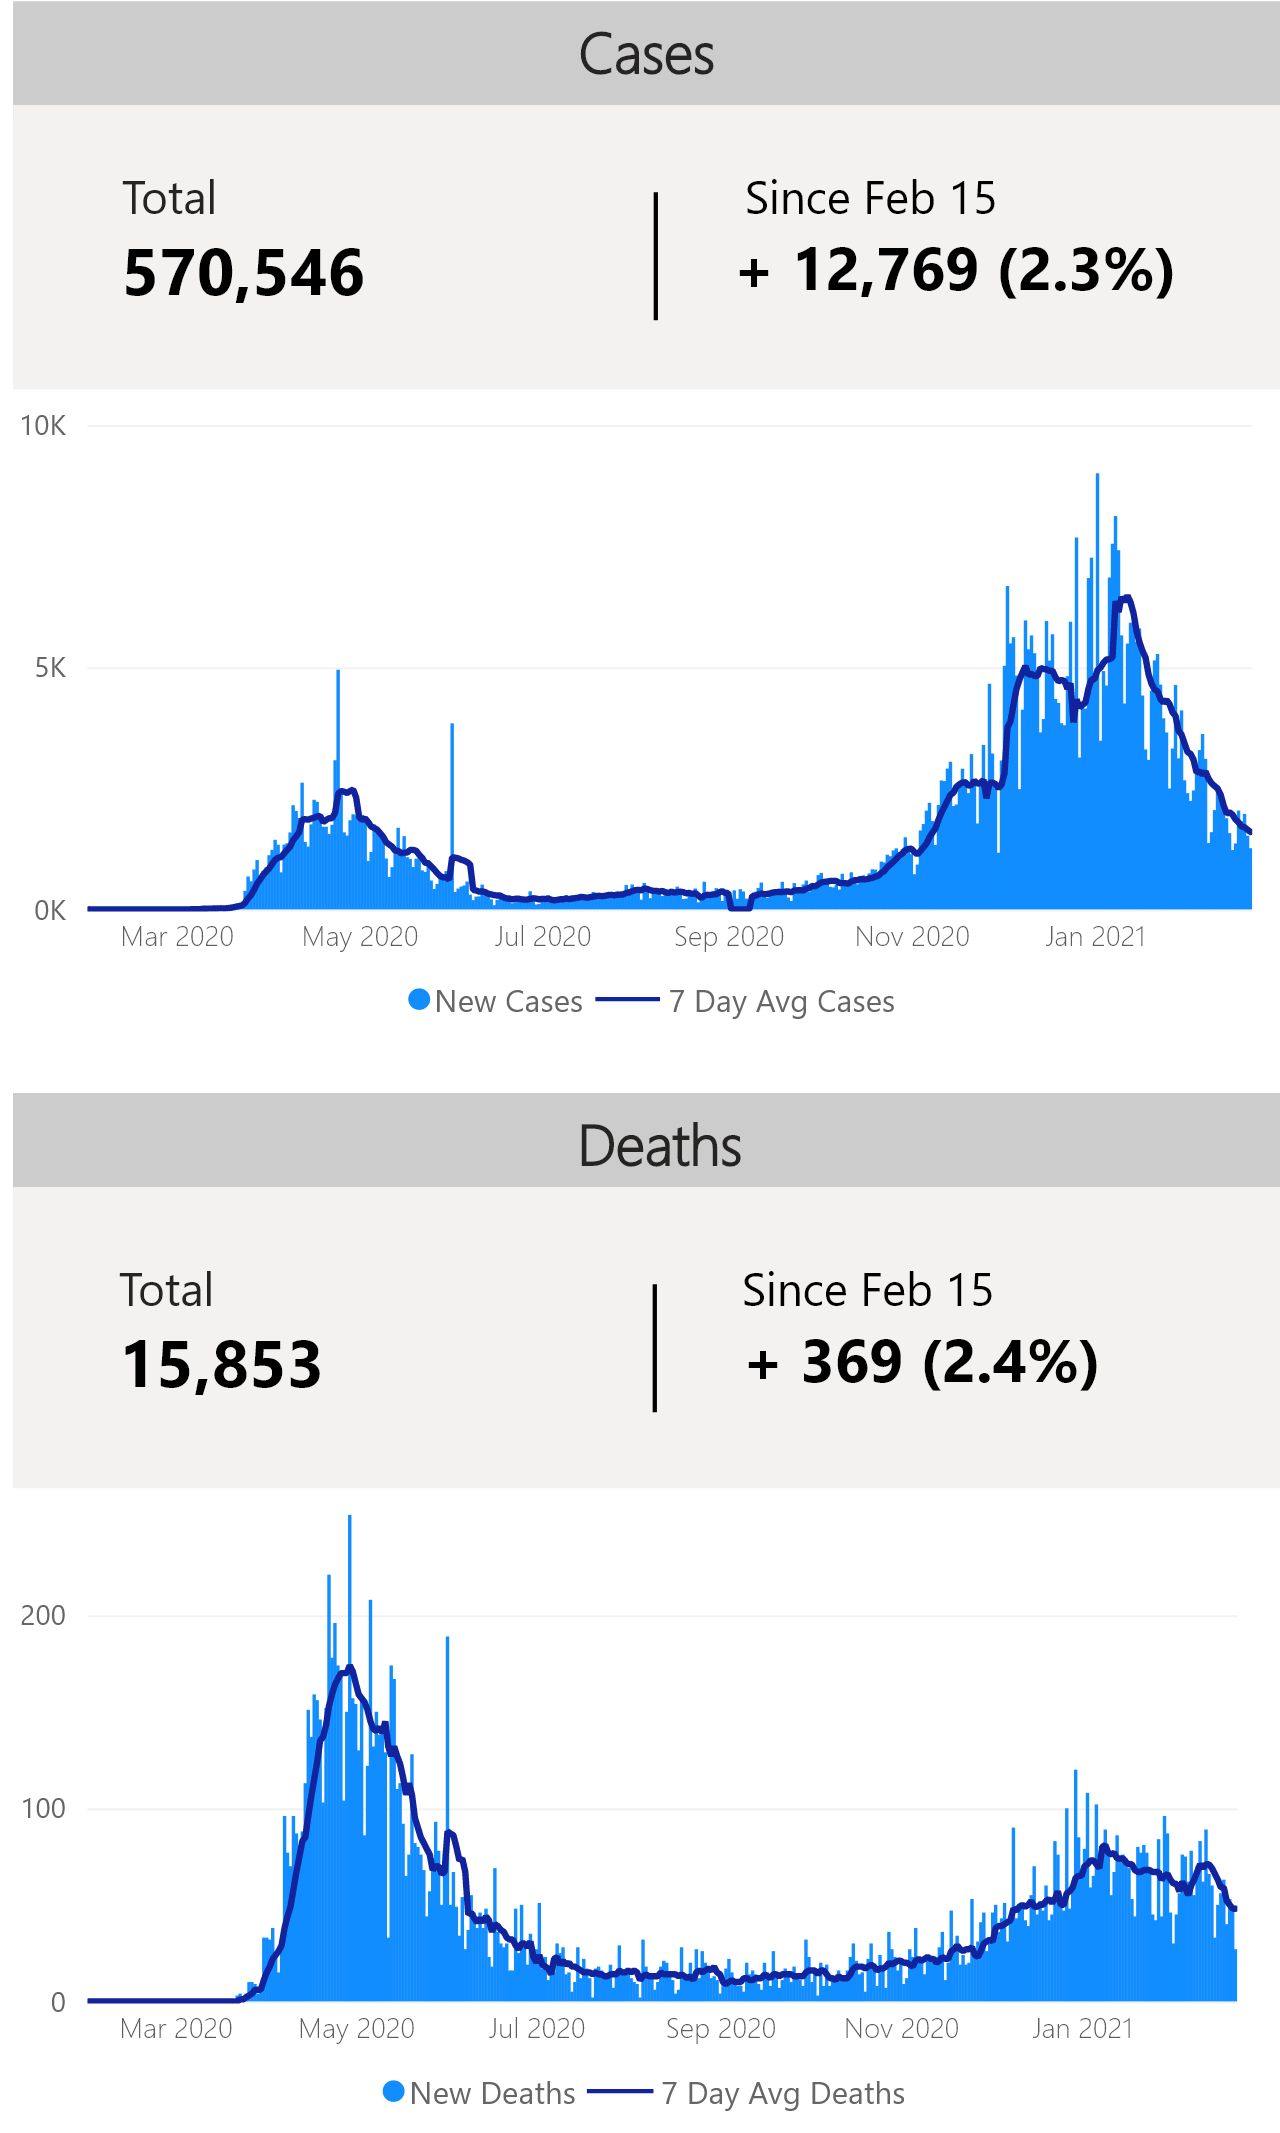 Cases
Total
Since Feb 15
570,546
+ 12,769 (2.3%)
10K
5K
0K
Mar 2020 May 2020 Jul 2020 Sep 2020 Nov 2020 Jan 2021
New Cases 7 Day Avg Cases
Deaths
Total
Since Feb 15
15,853
+ 369 (2.4%)
200
100
0
Mar 2020 May 2020 Jul 2020 Sep 2020 Nov 2020 Jan 2021
New Deaths 7 Day Avg Deaths